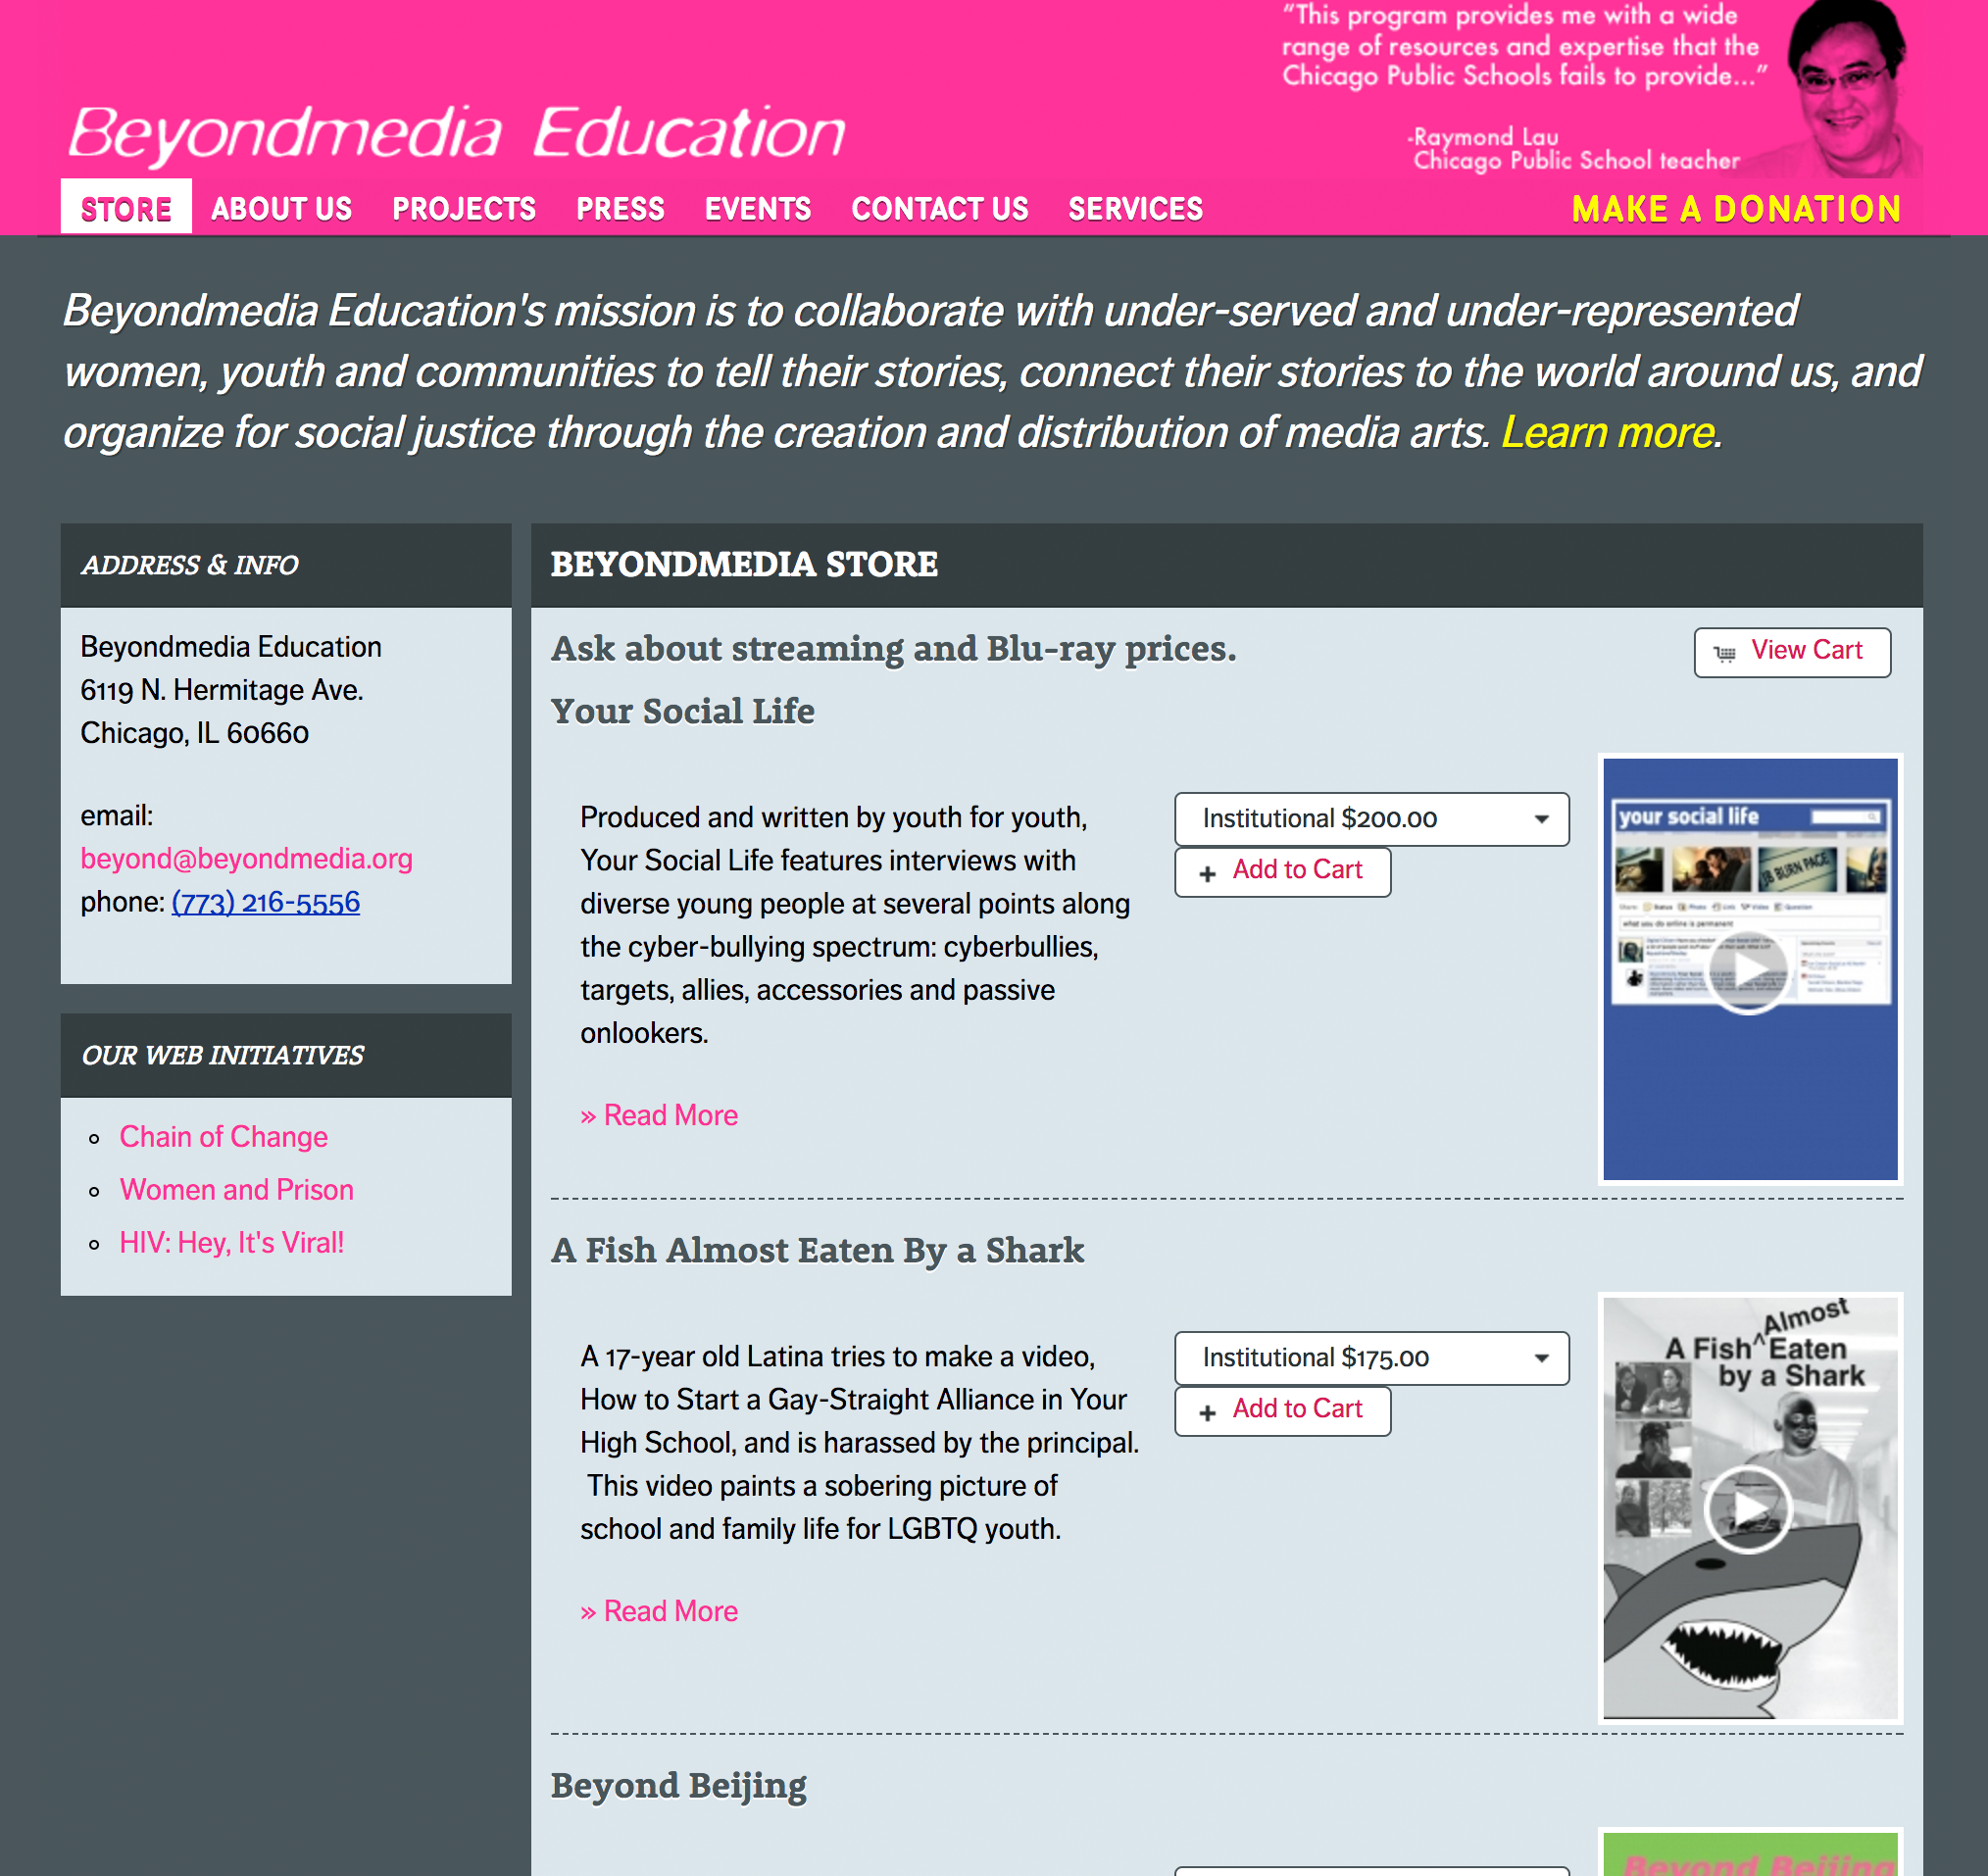 “This program provides me with a wide
range of resources and expertise that the
Chicago Public Schools fails to provide...”
-Raymond Lau
Chicago Public School teacher
Beyondmedia Education
STORE ABOUT US PROJECTS PRESS EVENTS CONTACT US SERVICES MAKE A DONATION
Beyondmedia Education's mission is to collaborate with under-served and under-represented
women, youth and communities to tell their stories, connect their stories to the world around us, and
organize for social justice through the creation and distribution of media arts. Learn more.
ADDRESS & INFO
Beyondmedia Education
6119 N. Hermitage Ave.
Chicago, IL 60660
email:
beyond@beyondmedia.org
phone: (773) 216-5556
OUR WEB INITIATIVES
Chain of Change
Women and Prison
HIV: Hey, It's Viral!
BEYONDMEDIA STORE
Ask about streaming and Blu-ray prices.
View Cart
Your Social Life
Produced and written by youth for youth,
Your Social Life features interviews with
diverse young people at several points along
the cyber-bullying spectrum: cyberbullies,
targets, allies, accessories and passive
onlookers.
» Read More
Institutional $200.00
Add to Cart
your social life
JB BURN PAGE
what you do online is permanent
A Fish Almost Eaten By a Shark
A 17-year old Latina tries to make a video,
How to Start a Gay-Straight Alliance in Your
High School, and is harassed by the principal.
This video paints a sobering picture of
school and family life for LGBTQ youth.
» Read More
Institutional $175.00
Add to Cart
Almost
A Fish^Eaten
by a Shark
Beyond Beijing
Beyond Beijing